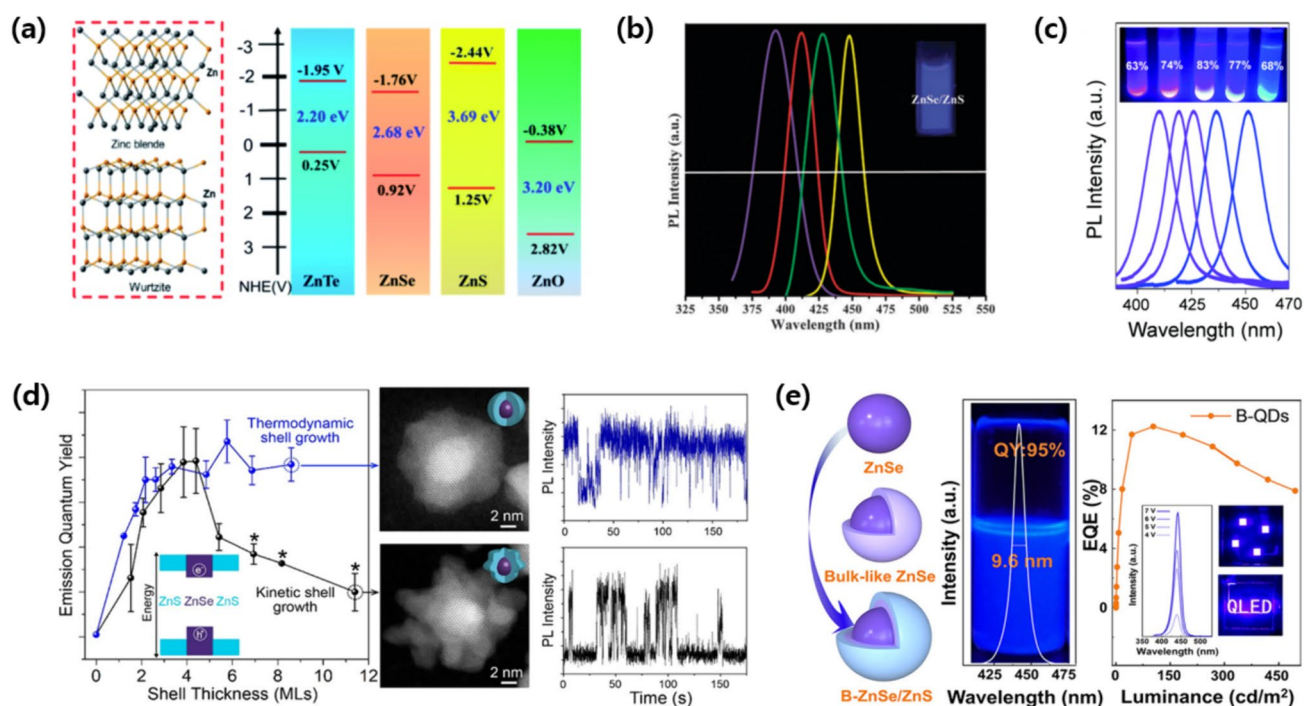 (a)
Zn
Zinc blende
Zn
Wurtzite
-3
-2
-1
0
1
2
3
NHE(V)
-1.95 V
2.20 eV
0.25V
ZnTe
-1.76V
2.68 eV
0.92V
ZnSe
-2.44V
3.69 eV
1.25V
ZnS
-0.38V
3.20 eV
2.82V
ZnO
(b)
PL Intensity (a.u.)
ZnSe/ZnS
325 350 375 400 425 450 475 500 525 550
Wavelength (nm)
(c)
63% 74% 83% 77% 68%
PL Intensity (a.u.)
400 425 450 470
Wavelength (nm)
(d)
Emission Quantum Yield
Thermodynamic
shell growth
* * *
Kinetic shell
growth
Energy
e-
ZnS ZnSe ZnS
h+
0 2 4 6 8 10 12
Shell Thickness (MLs)
2 nm
2 nm
PL Intensity
0 50 100 150
PL Intensity
0 50 100 150
Time (s)
(e)
ZnSe
Bulk-like ZnSe
B-ZnSe/ZnS
Intensity (a.u.)
QY:95%
9.6 nm
425 450 475
Wavelength (nm)
EQE (%)
12
8
4
0
B-QDs
7 V
6 V
5 V
4 V
Intensity (a.u.)
350 400 450 500
Wavelength (nm)
QLED
0 150 300 450
Luminance (cd/m²)